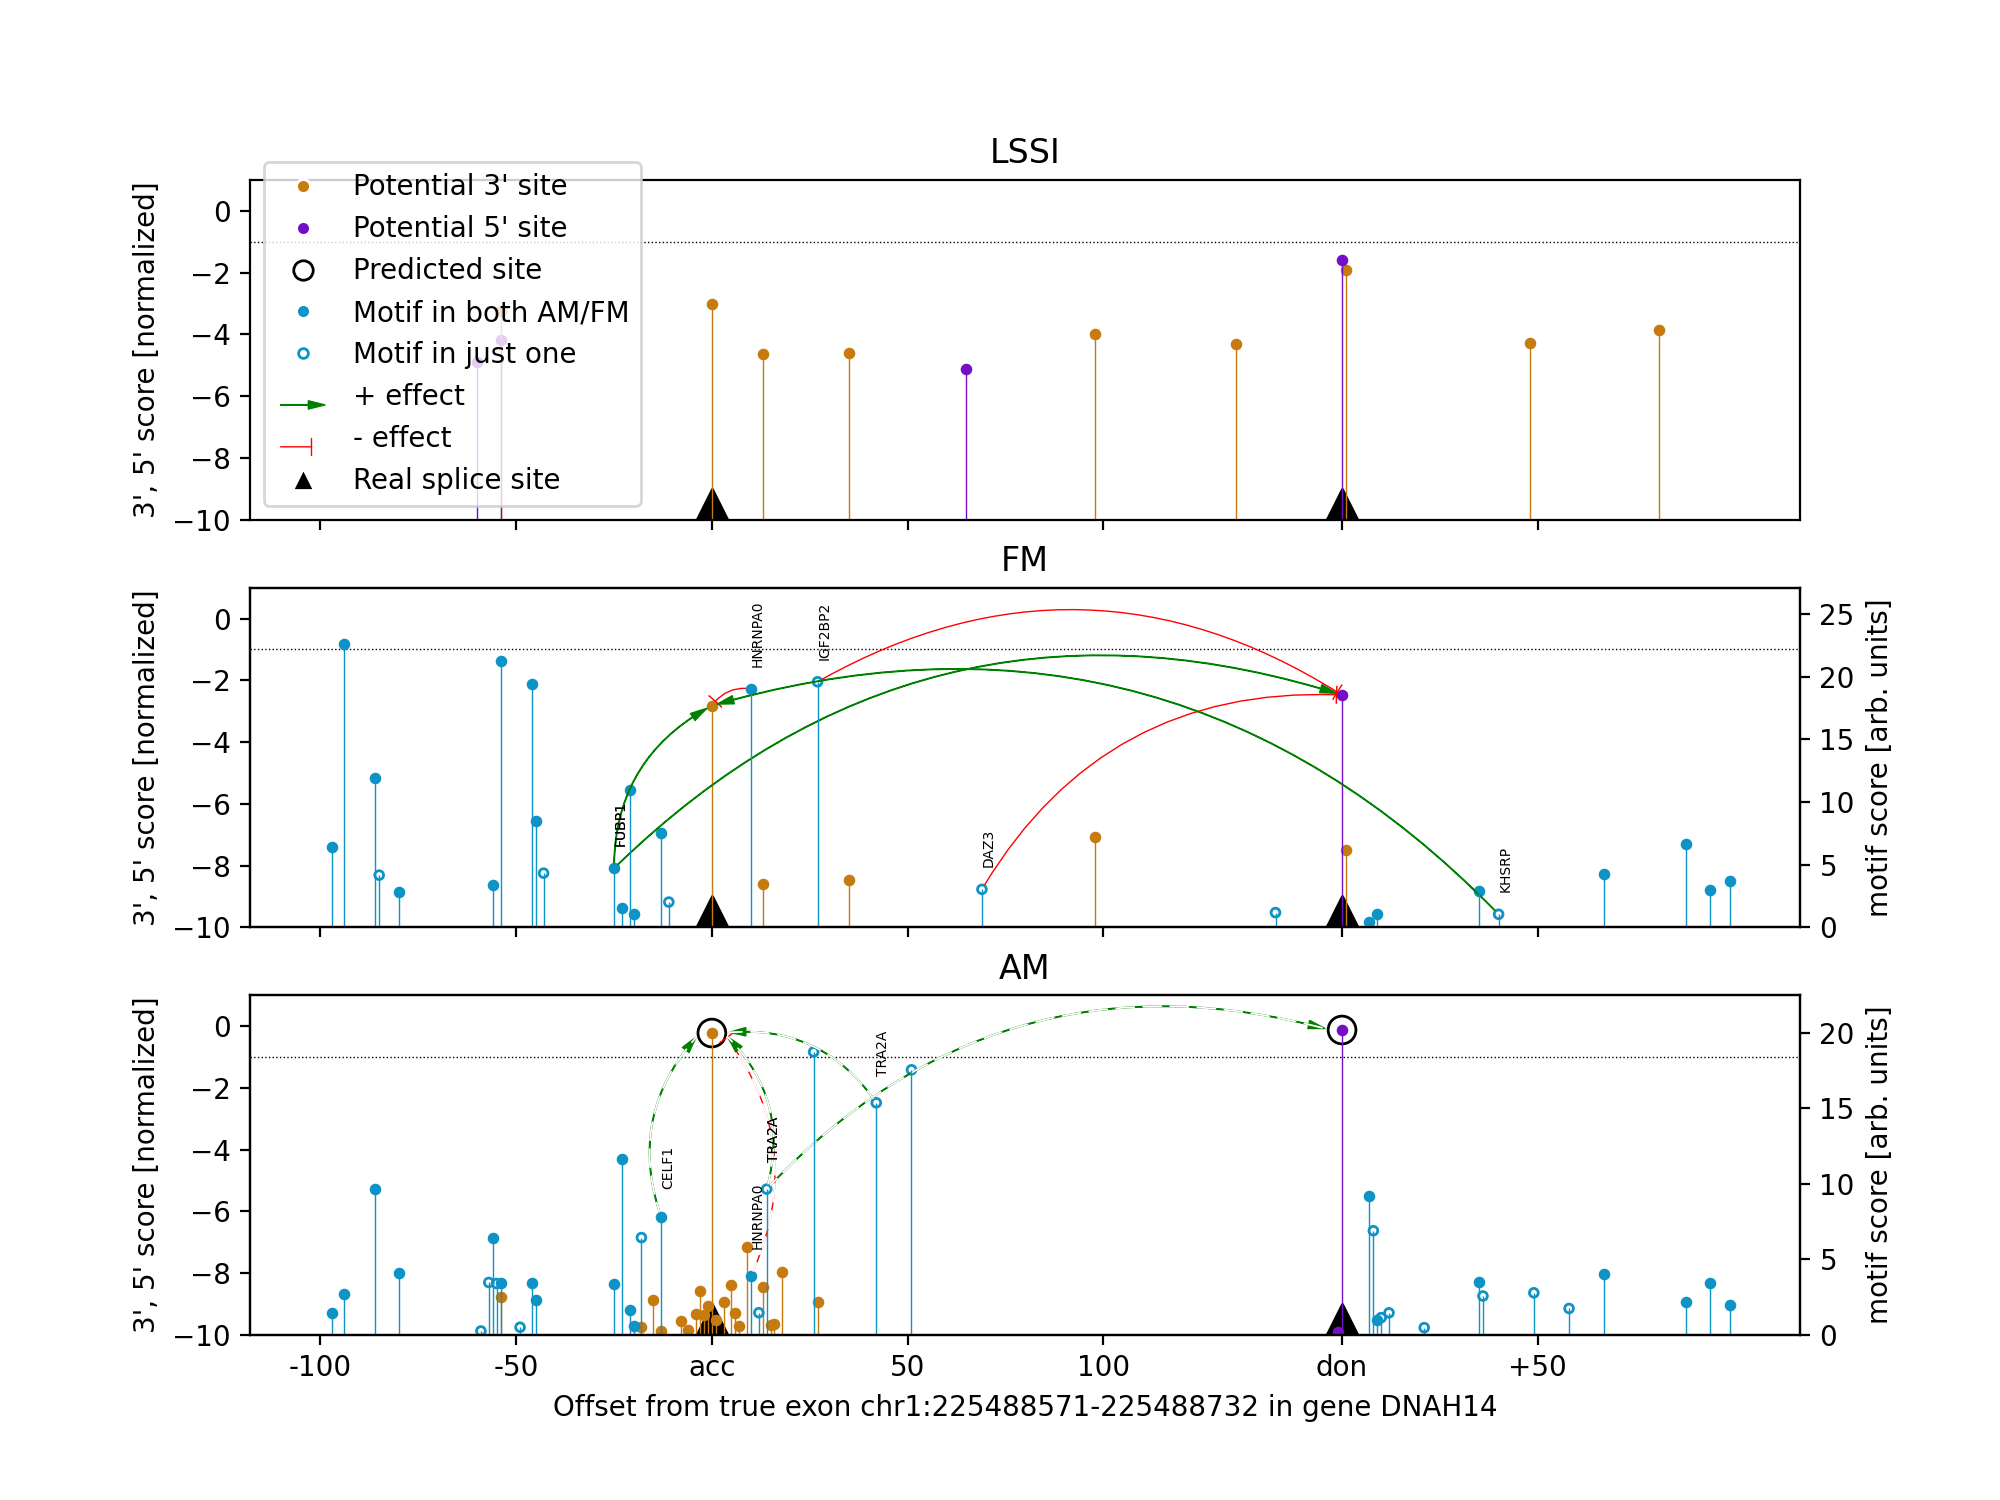 LSSI
Potential 3' site
Potential 5' site
Predicted site
Motif in both AM/FM
Motif in just one
+ effect
- effect
Real splice site
3', 5' score [normalized]
0
−2
−4
−6
−8
−10
FM
3', 5' score [normalized]
0
−2
−4
−6
−8
−10
HNRNPA0
IGF2BP2
FUBP1
DAZ3
KHSRP
25
20
15
10
5
0
motif score [arb. units]
AM
3', 5' score [normalized]
0
−2
−4
−6
−8
−10
CELF1
HNRNPA0
TRA2A
TRA2A
20
15
10
5
0
motif score [arb. units]
-100
-50
acc
50
100
don
+50
Offset from true exon chr1:225488571-225488732 in gene DNAH14